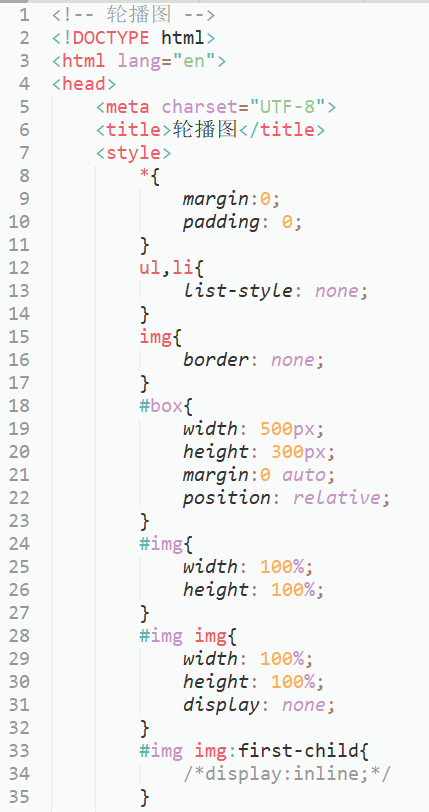 1 <!-- 轮播图 -->
2 <!DOCTYPE html>
3 <html lang="en">
4 <head>
5     <meta charset="UTF-8">
6     <title>轮播图</title>
7     <style>
8         *{
9             margin:0;
10             padding: 0;
11         }
12         ul,li{
13             list-style: none;
14         }
15         img{
16             border: none;
17         }
18         #box{
19             width: 500px;
20             height: 300px;
21             margin:0 auto;
22             position: relative;
23         }
24         #img{
25             width: 100%;
26             height: 100%;
27         }
28         #img img{
29             width: 100%;
30             height: 100%;
31             display: none;
32         }
33         #img img:first-child{
34             /*display:inline;*/
35         }